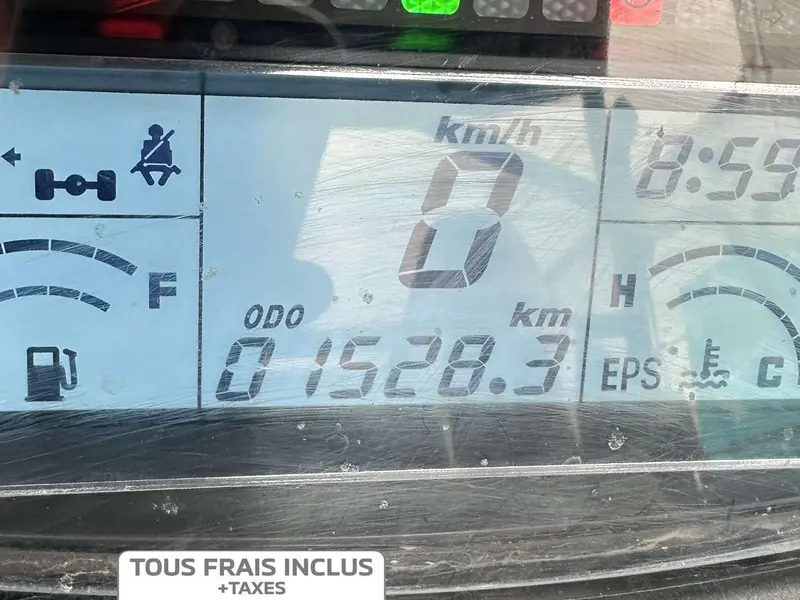 km/h
0
8:59
F
ODO
km
01528.3
H
EPS
C
TOUS FRAIS INCLUS
+TAXES